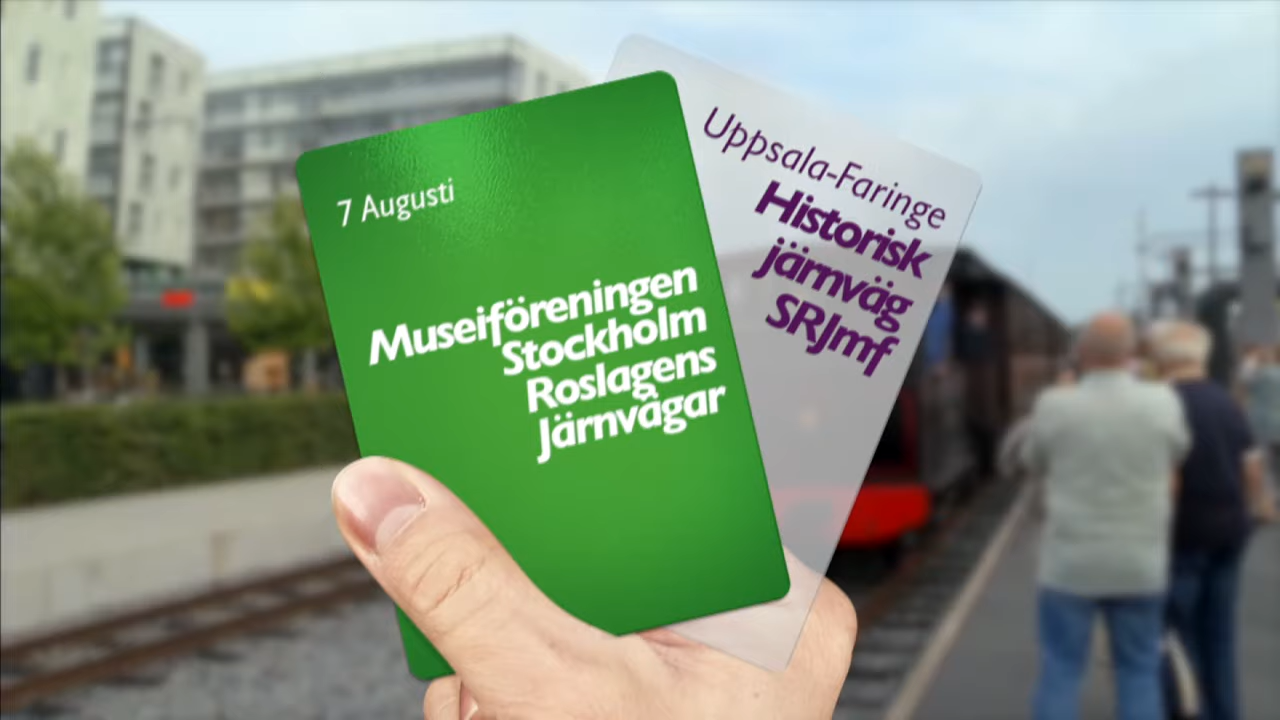 7 Augusti
Museiföreningen
Stockholm
Roslagens
Järnvägar
Uppsala-Faringe
Historisk
järnväg
SRJmf